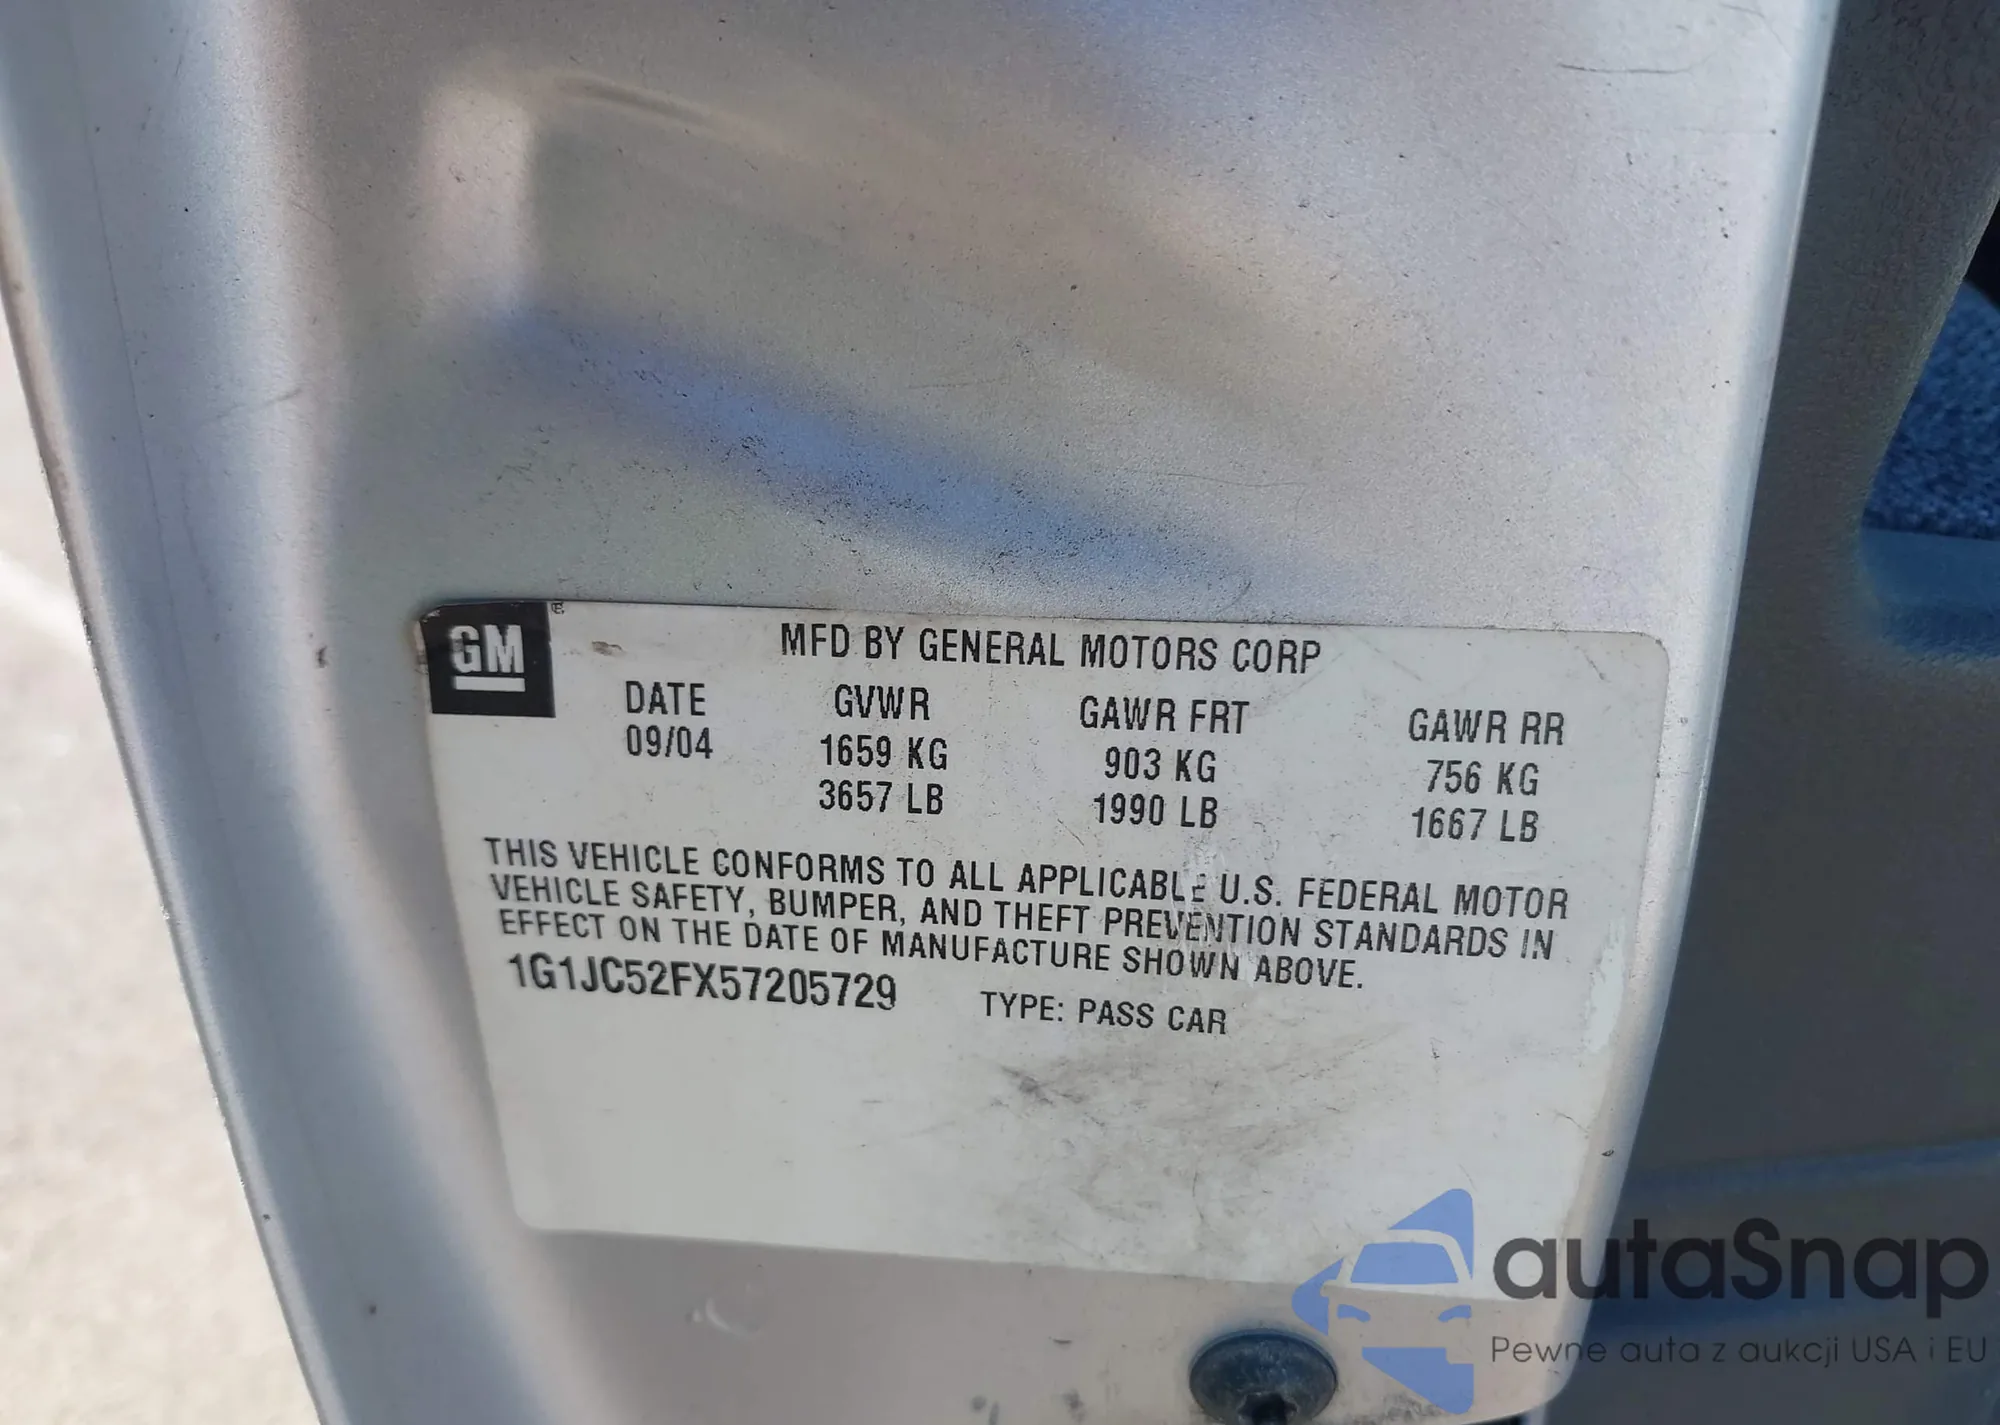 GM
MFD BY GENERAL MOTORS CORP
DATE GVWR GAWR FRT GAWR RR
09/04 1659 KG 903 KG 756 KG
3657 LB 1990 LB 1667 LB
THIS VEHICLE CONFORMS TO ALL APPLICABLE U.S. FEDERAL MOTOR
VEHICLE SAFETY, BUMPER, AND THEFT PREVENTION STANDARDS IN
EFFECT ON THE DATE OF MANUFACTURE SHOWN ABOVE.
1G1JC52FX57205729 TYPE: PASS CAR
autaSnap
Pewne auta z aukcji USA i EU